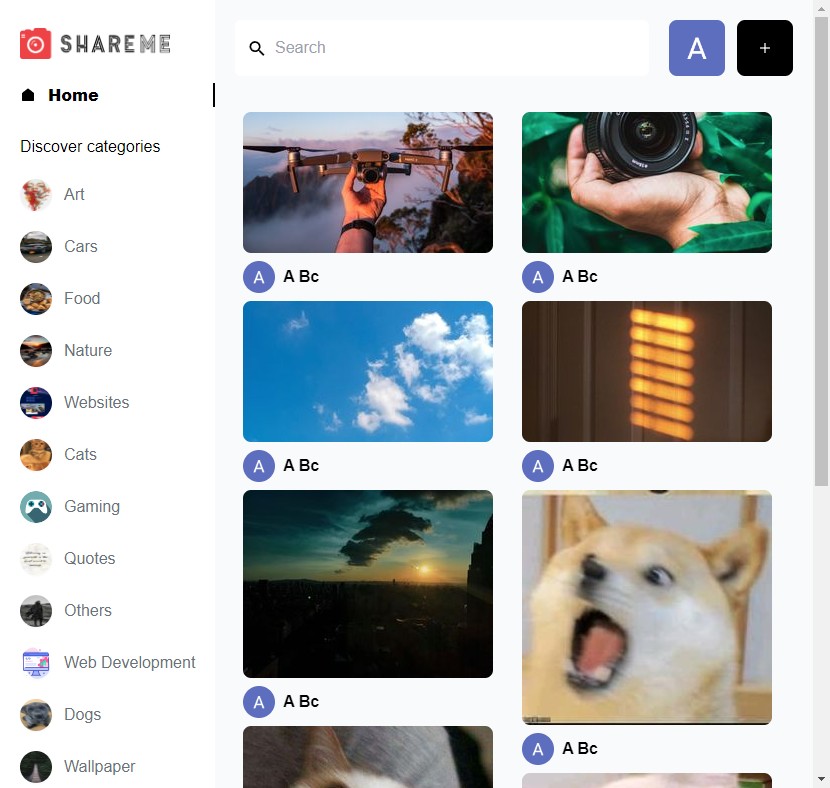 SHAREME
Search
A
+
Home
Discover categories
Art
Cars
Food
Nature
Websites
Cats
Gaming
Quotes
Others
Web Development
Dogs
Wallpaper
A
A Bc
A
A Bc
A
A Bc
A
A Bc
A
A Bc
A
A Bc